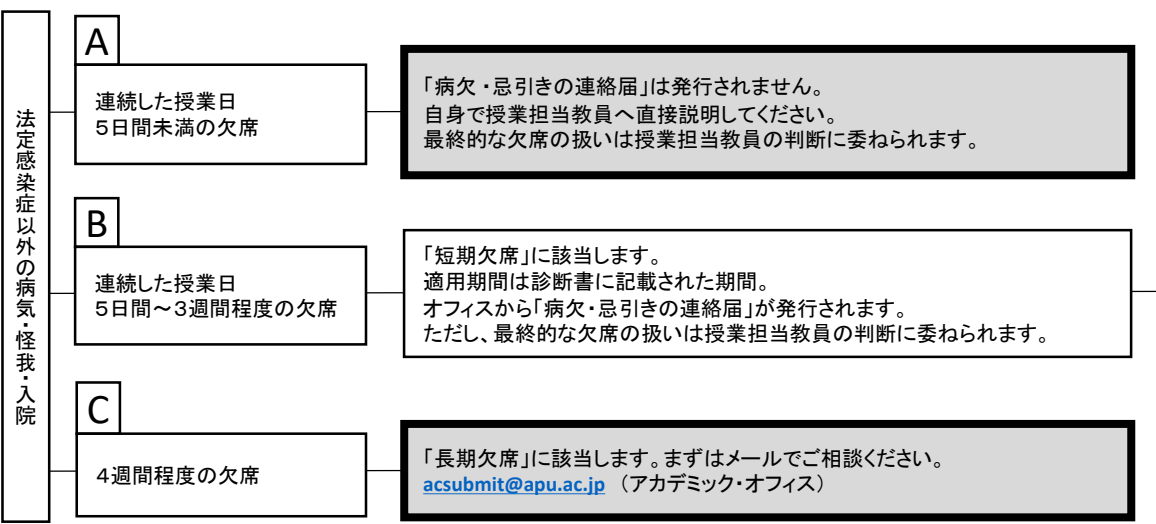 法定感染症以外の病気・怪我・入院
A
連続した授業日
5日間未満の欠席
「病欠・忌引きの連絡届」は発行されません。
自身で授業担当教員へ直接説明してください。
最終的な欠席の扱いは授業担当教員の判断に委ねられます。
B
連続した授業日
5日間～3週間程度の欠席
「短期欠席」に該当します。
適用期間は診断書に記載された期間。
オフィスから「病欠・忌引きの連絡届」が発行されます。
ただし、最終的な欠席の扱いは授業担当教員の判断に委ねられます。
C
4週間程度の欠席
「長期欠席」に該当します。まずはメールでご相談ください。
acsubmit@apu.ac.jp （アカデミック・オフィス）